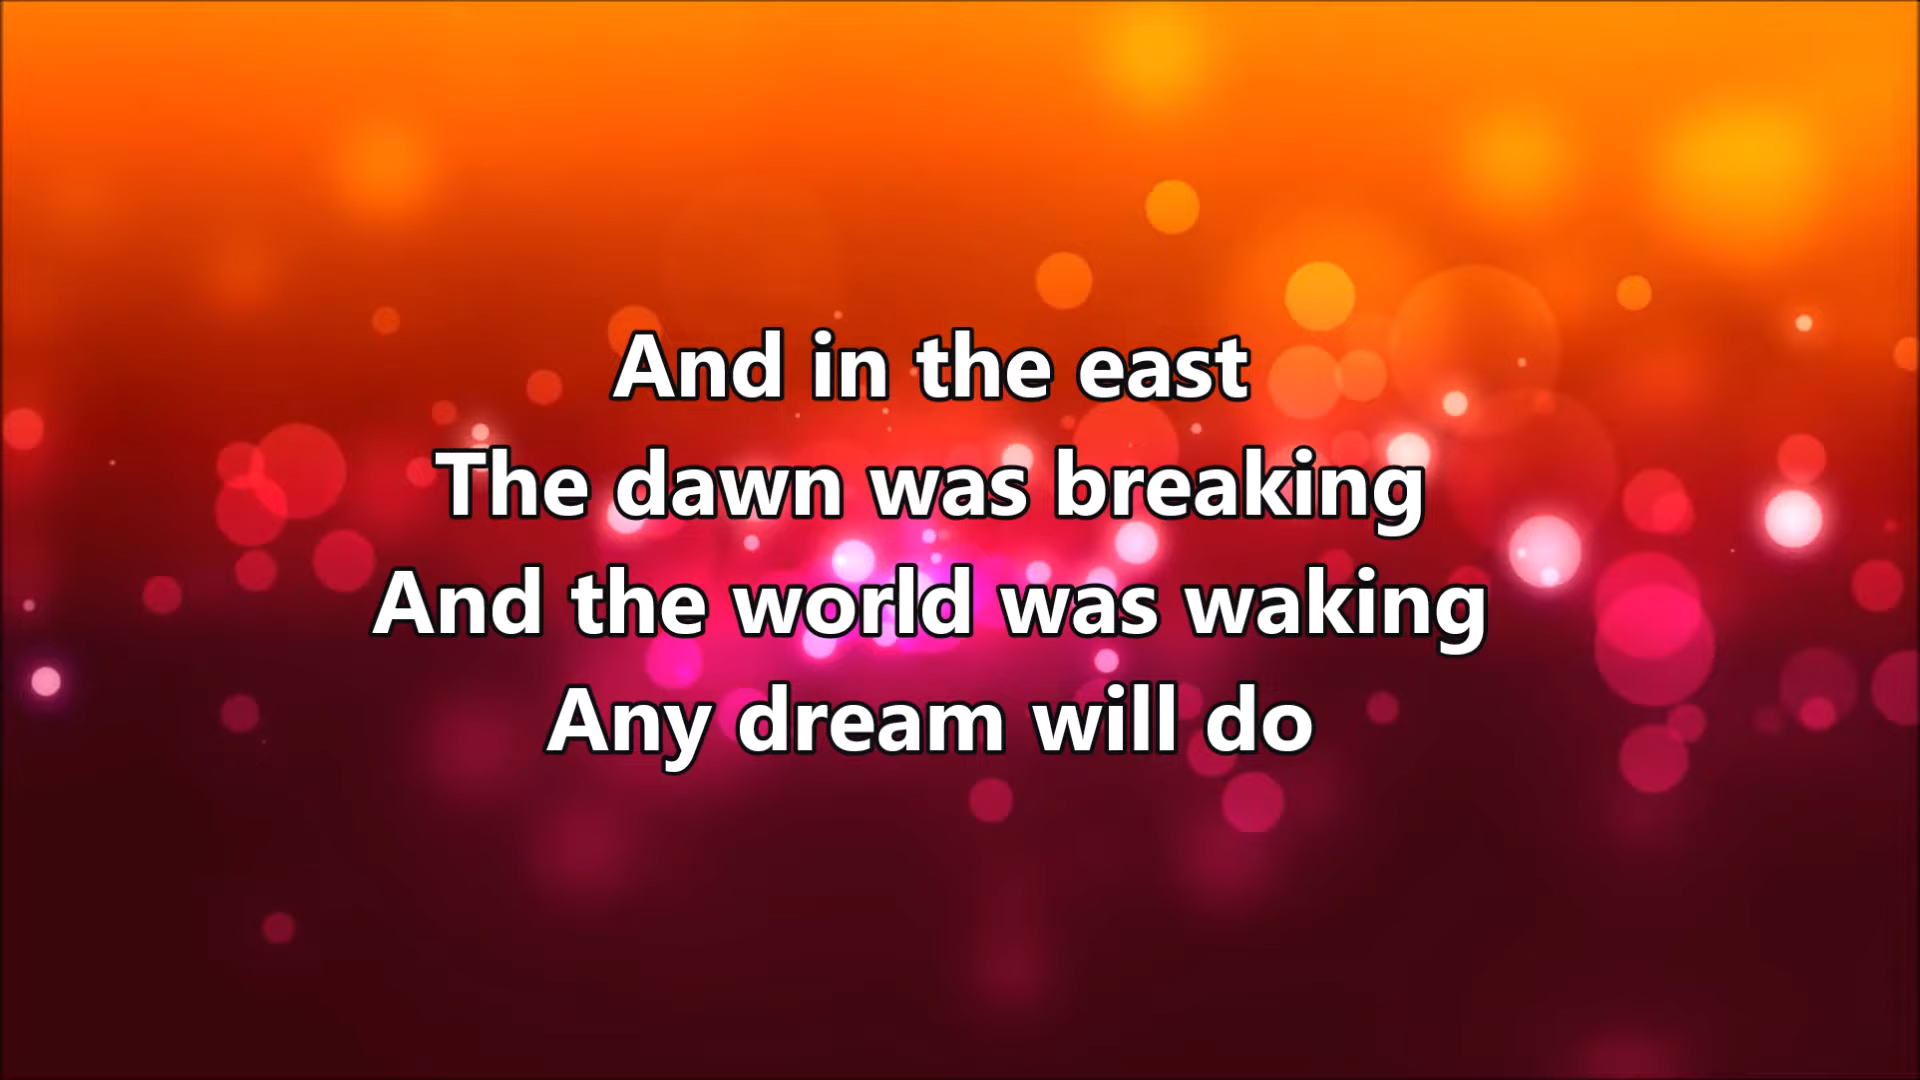 And in the east
The dawn was breaking
And the world was waking
Any dream will do